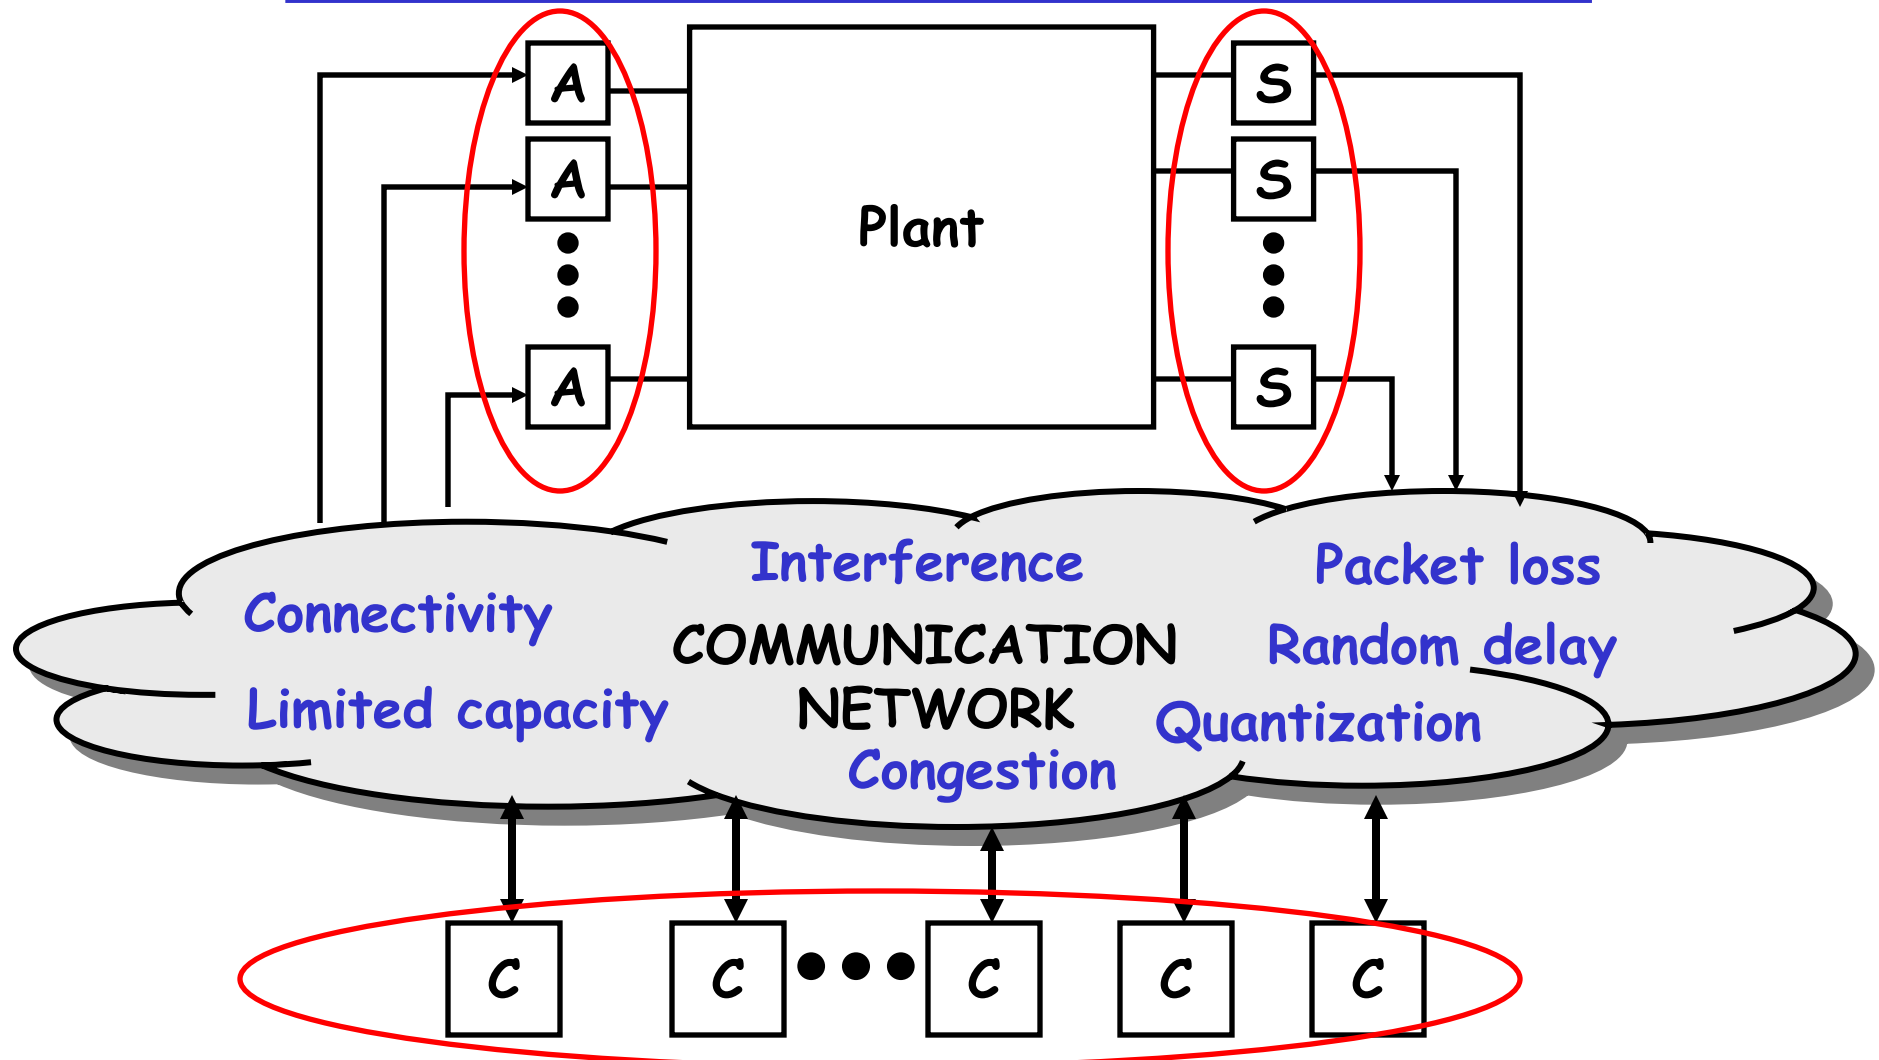 A
S
A
S
Plant
A
S
Interference
Packet loss
Connectivity
COMMUNICATION
NETWORK
Random delay
Limited capacity
Quantization
Congestion
C
C
C
C
C